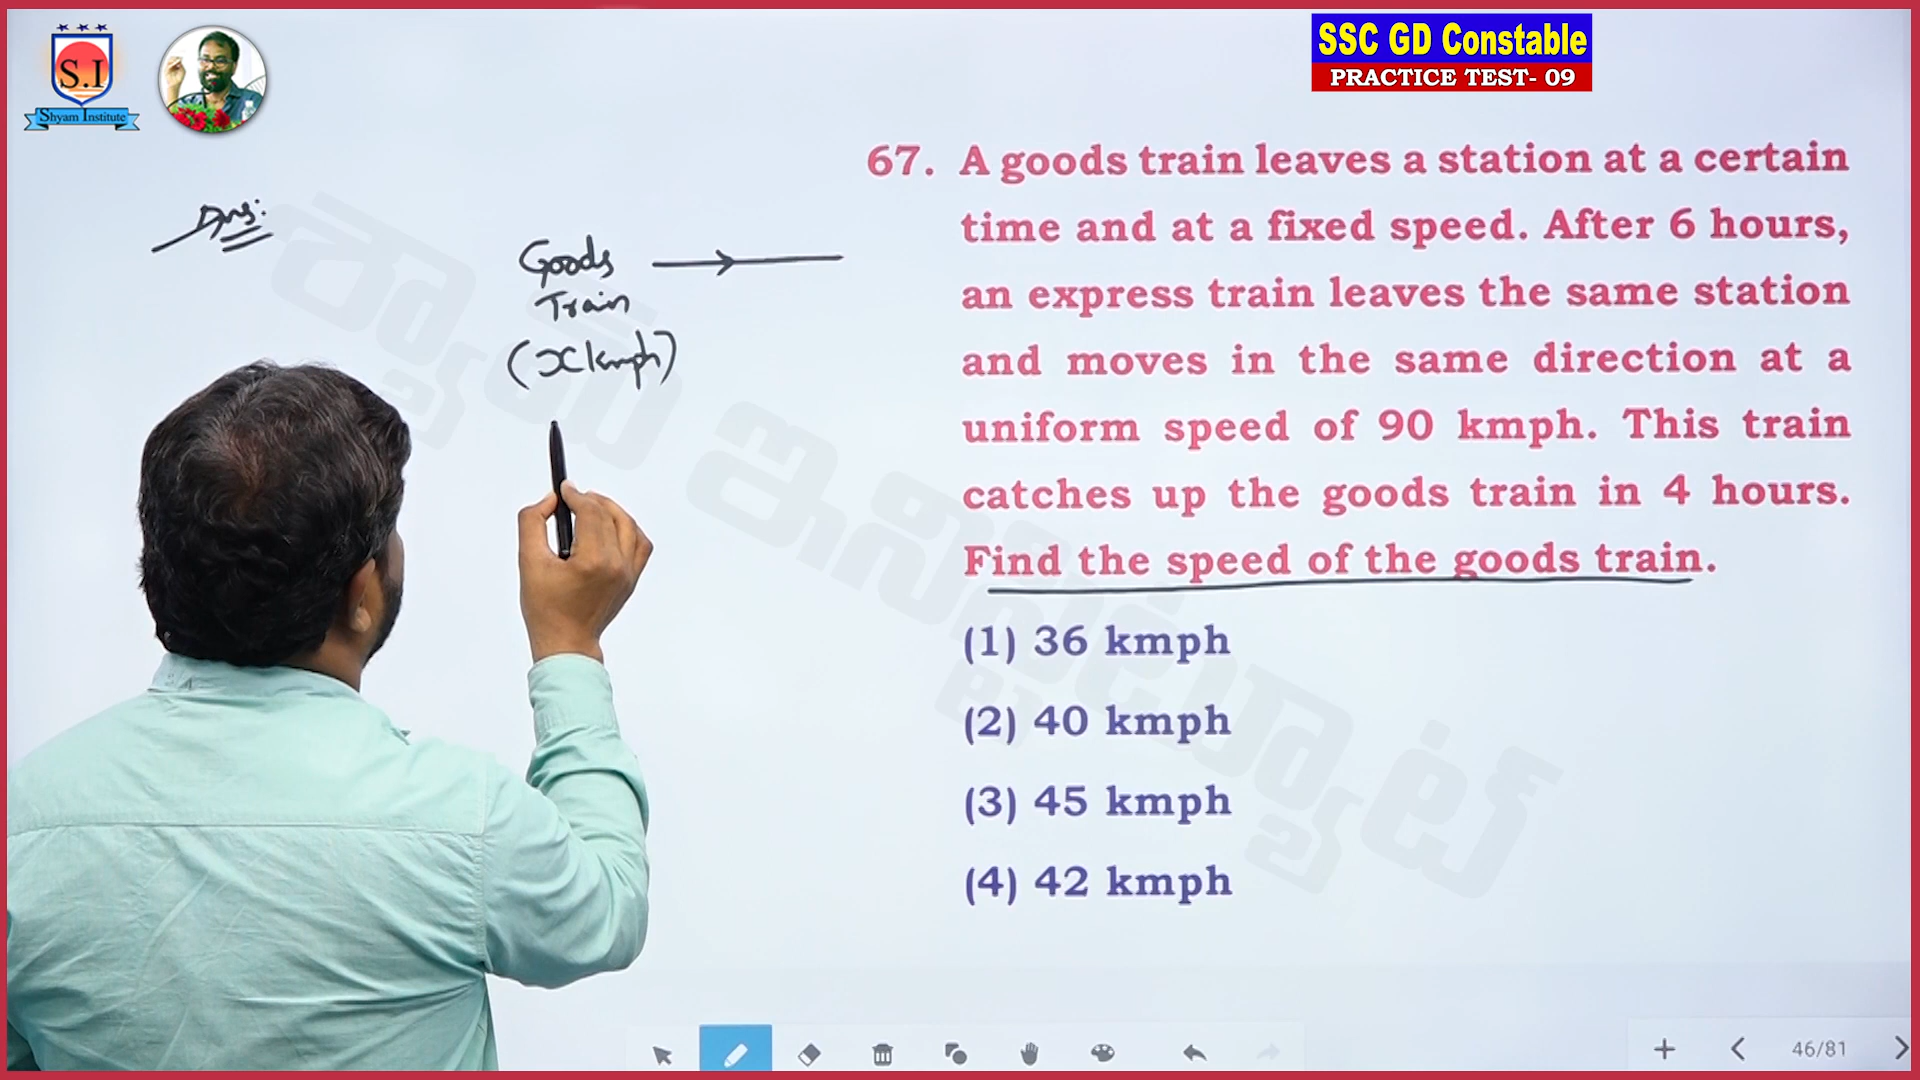 S.I
Shyam Institute
SSC GD Constable
PRACTICE TEST- 09
Ans:
Goods
Train
(x kmph)
67. A goods train leaves a station at a certain
time and at a fixed speed. After 6 hours,
an express train leaves the same station
and moves in the same direction at a
uniform speed of 90 kmph. This train
catches up the goods train in 4 hours.
Find the speed of the goods train.
(1) 36 kmph
(2) 40 kmph
(3) 45 kmph
(4) 42 kmph
46/81